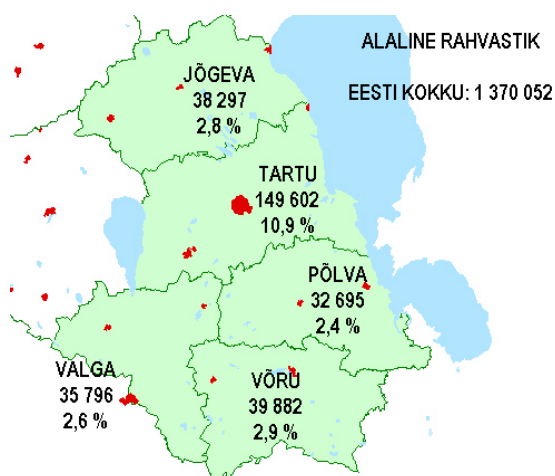 ALALINE RAHVASTIK
EESTI KOKKU: 1 370 052
JÕGEVA
38 297
2,8 %
TARTU
149 602
10,9 %
PÕLVA
32 695
2,4 %
VALGA
35 796
2,6 %
VÕRU
39 882
2,9 %